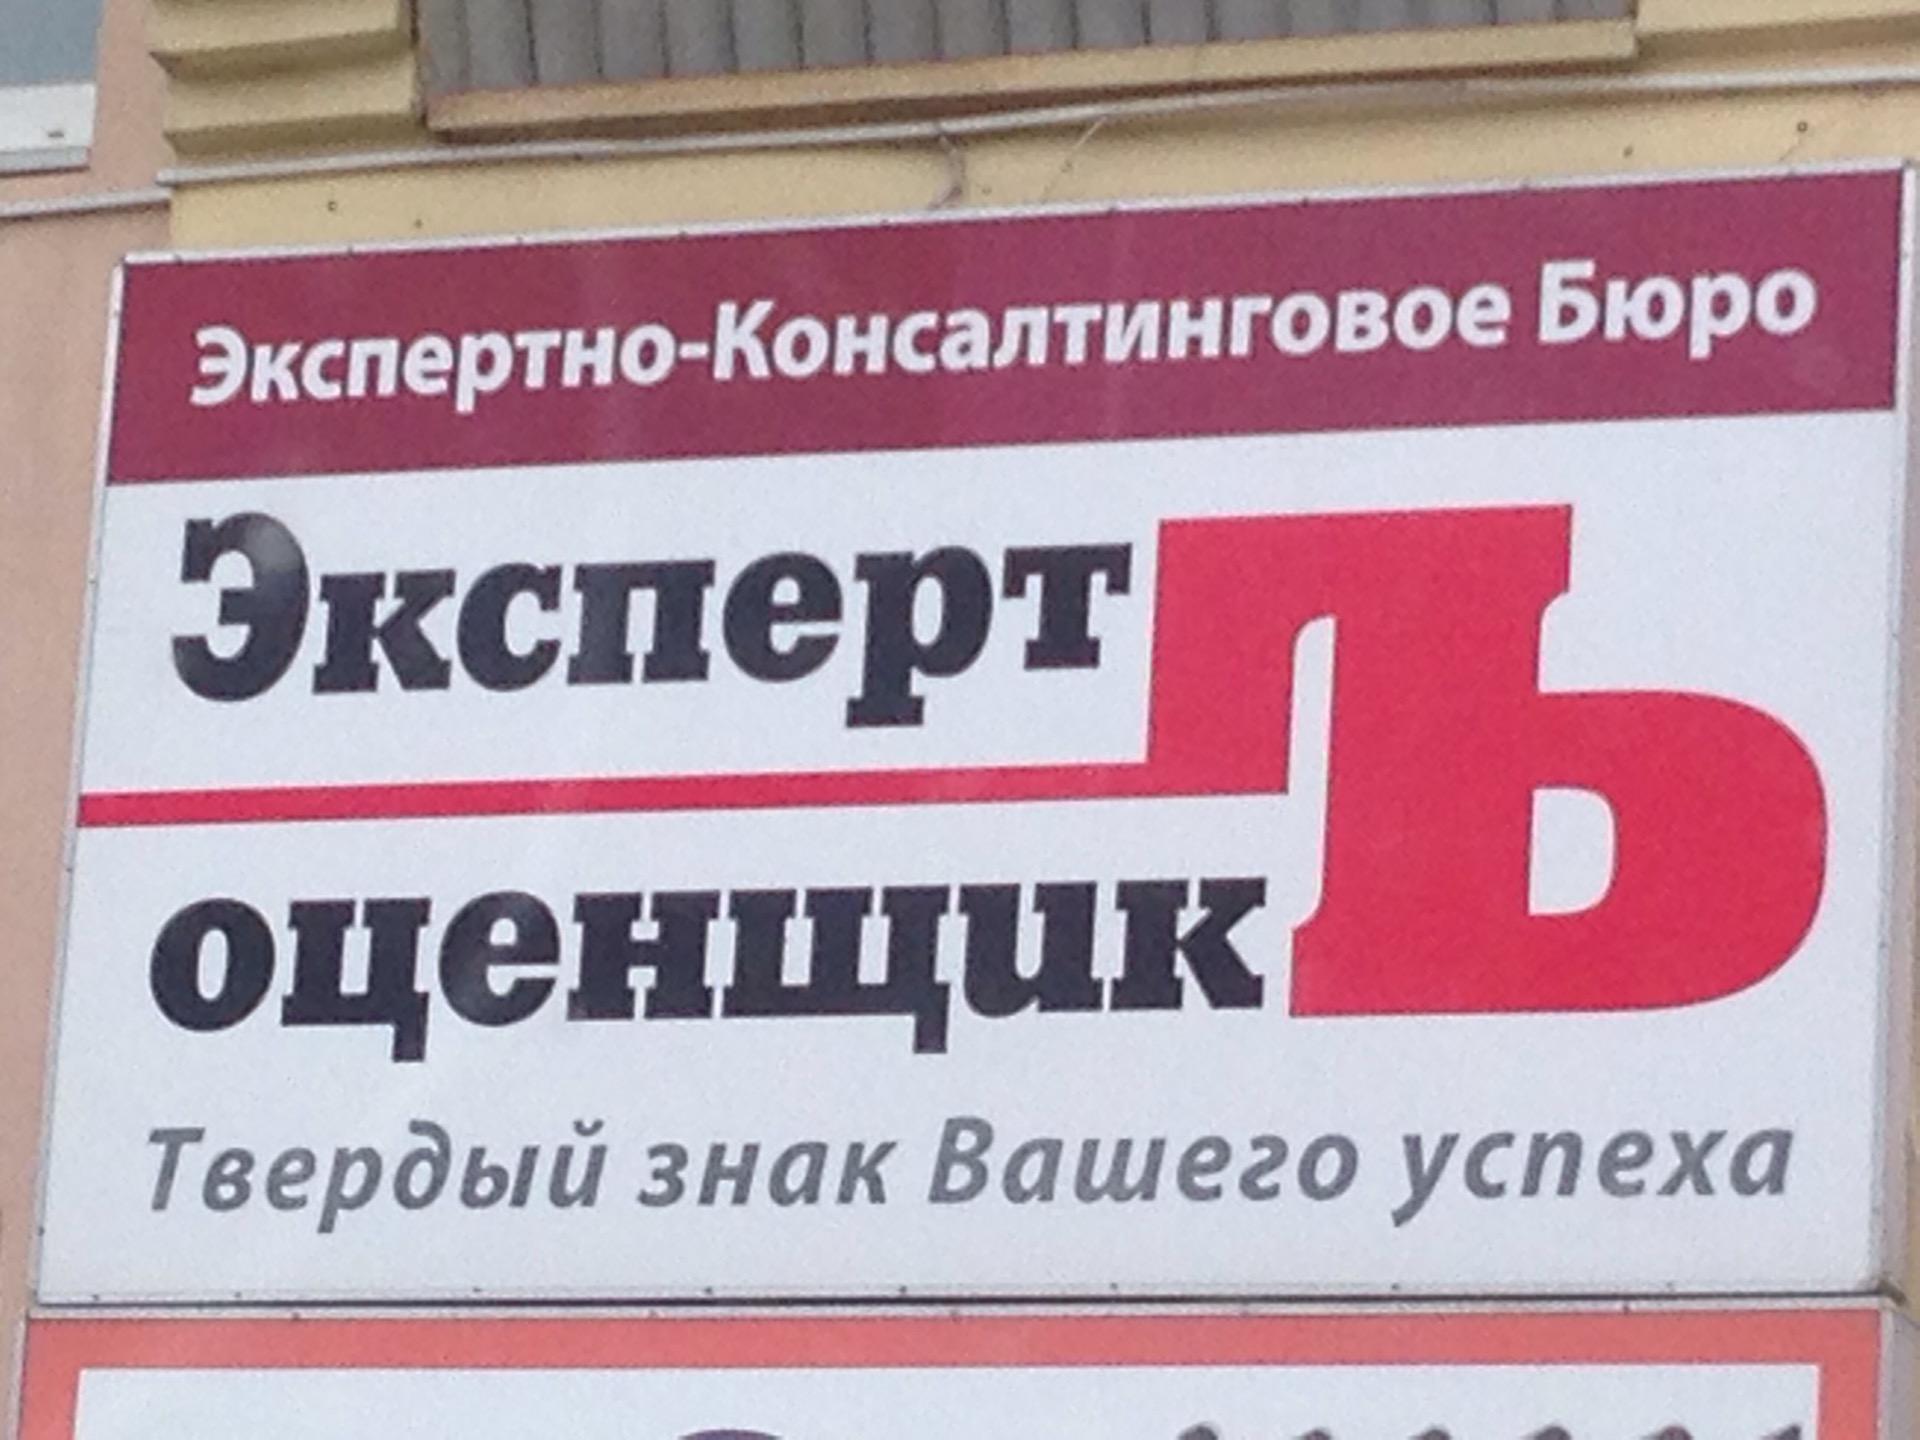 Экспертно-Консалтинговое Бюро
Эксперт Ъ
оценщик
Твердый знак Вашего успеха